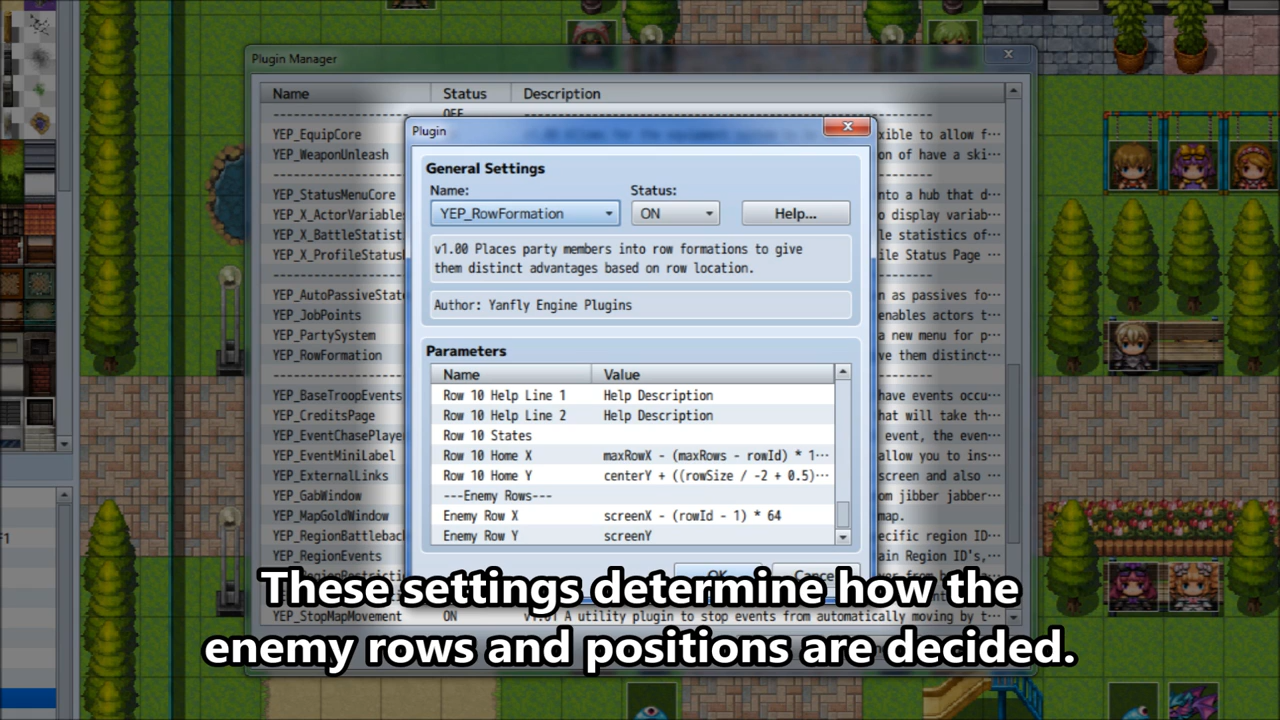 Plugin Manager
Name Status Description
OFF
YEP_EquipCore xible to allow f…
YEP_WeaponUnleash on of have a ski…
YEP_StatusMenuCore nto a hub that d…
YEP_X_ActorVariable to display variab…
YEP_X_BattleStatist le statistics of
YEP_X_ProfileStatus ile Status Page
YEP_AutoPassiveState n as passives fo…
YEP_JobPoints enables actors t…
YEP_PartySystem a new menu for p…
YEP_RowFormation ve them distinct…
YEP_BaseTroopEvents have events occu…
YEP_CreditsPage that will take th…
YEP_EventChasePlaye event, the even…
YEP_EventMiniLabel allow you to ins…
YEP_ExternalLinks screen and also
YEP_GabWindow om jibber jabber…
YEP_MapGoldWindow map.
YEP_RegionBattleback ecific region ID…
YEP_RegionEvents ain Region ID's,…
YEP_StopMapMovement ON v1.01 A utility plugin to stop events from automatically moving by t…
Plugin
General Settings
Name: Status:
YEP_RowFormation ON Help...
v1.00 Places party members into row formations to give
them distinct advantages based on row location.
Author: Yanfly Engine Plugins
Parameters
Name Value
Row 10 Help Line 1 Help Description
Row 10 Help Line 2 Help Description
Row 10 States
Row 10 Home X maxRowX - (maxRows - rowId) * 1…
Row 10 Home Y centerY + ((rowSize / -2 + 0.5)…
---Enemy Rows---
Enemy Row X screenX - (rowId - 1) * 64
Enemy Row Y screenY
OK Cance
F1
These settings determine how the
enemy rows and positions are decided.